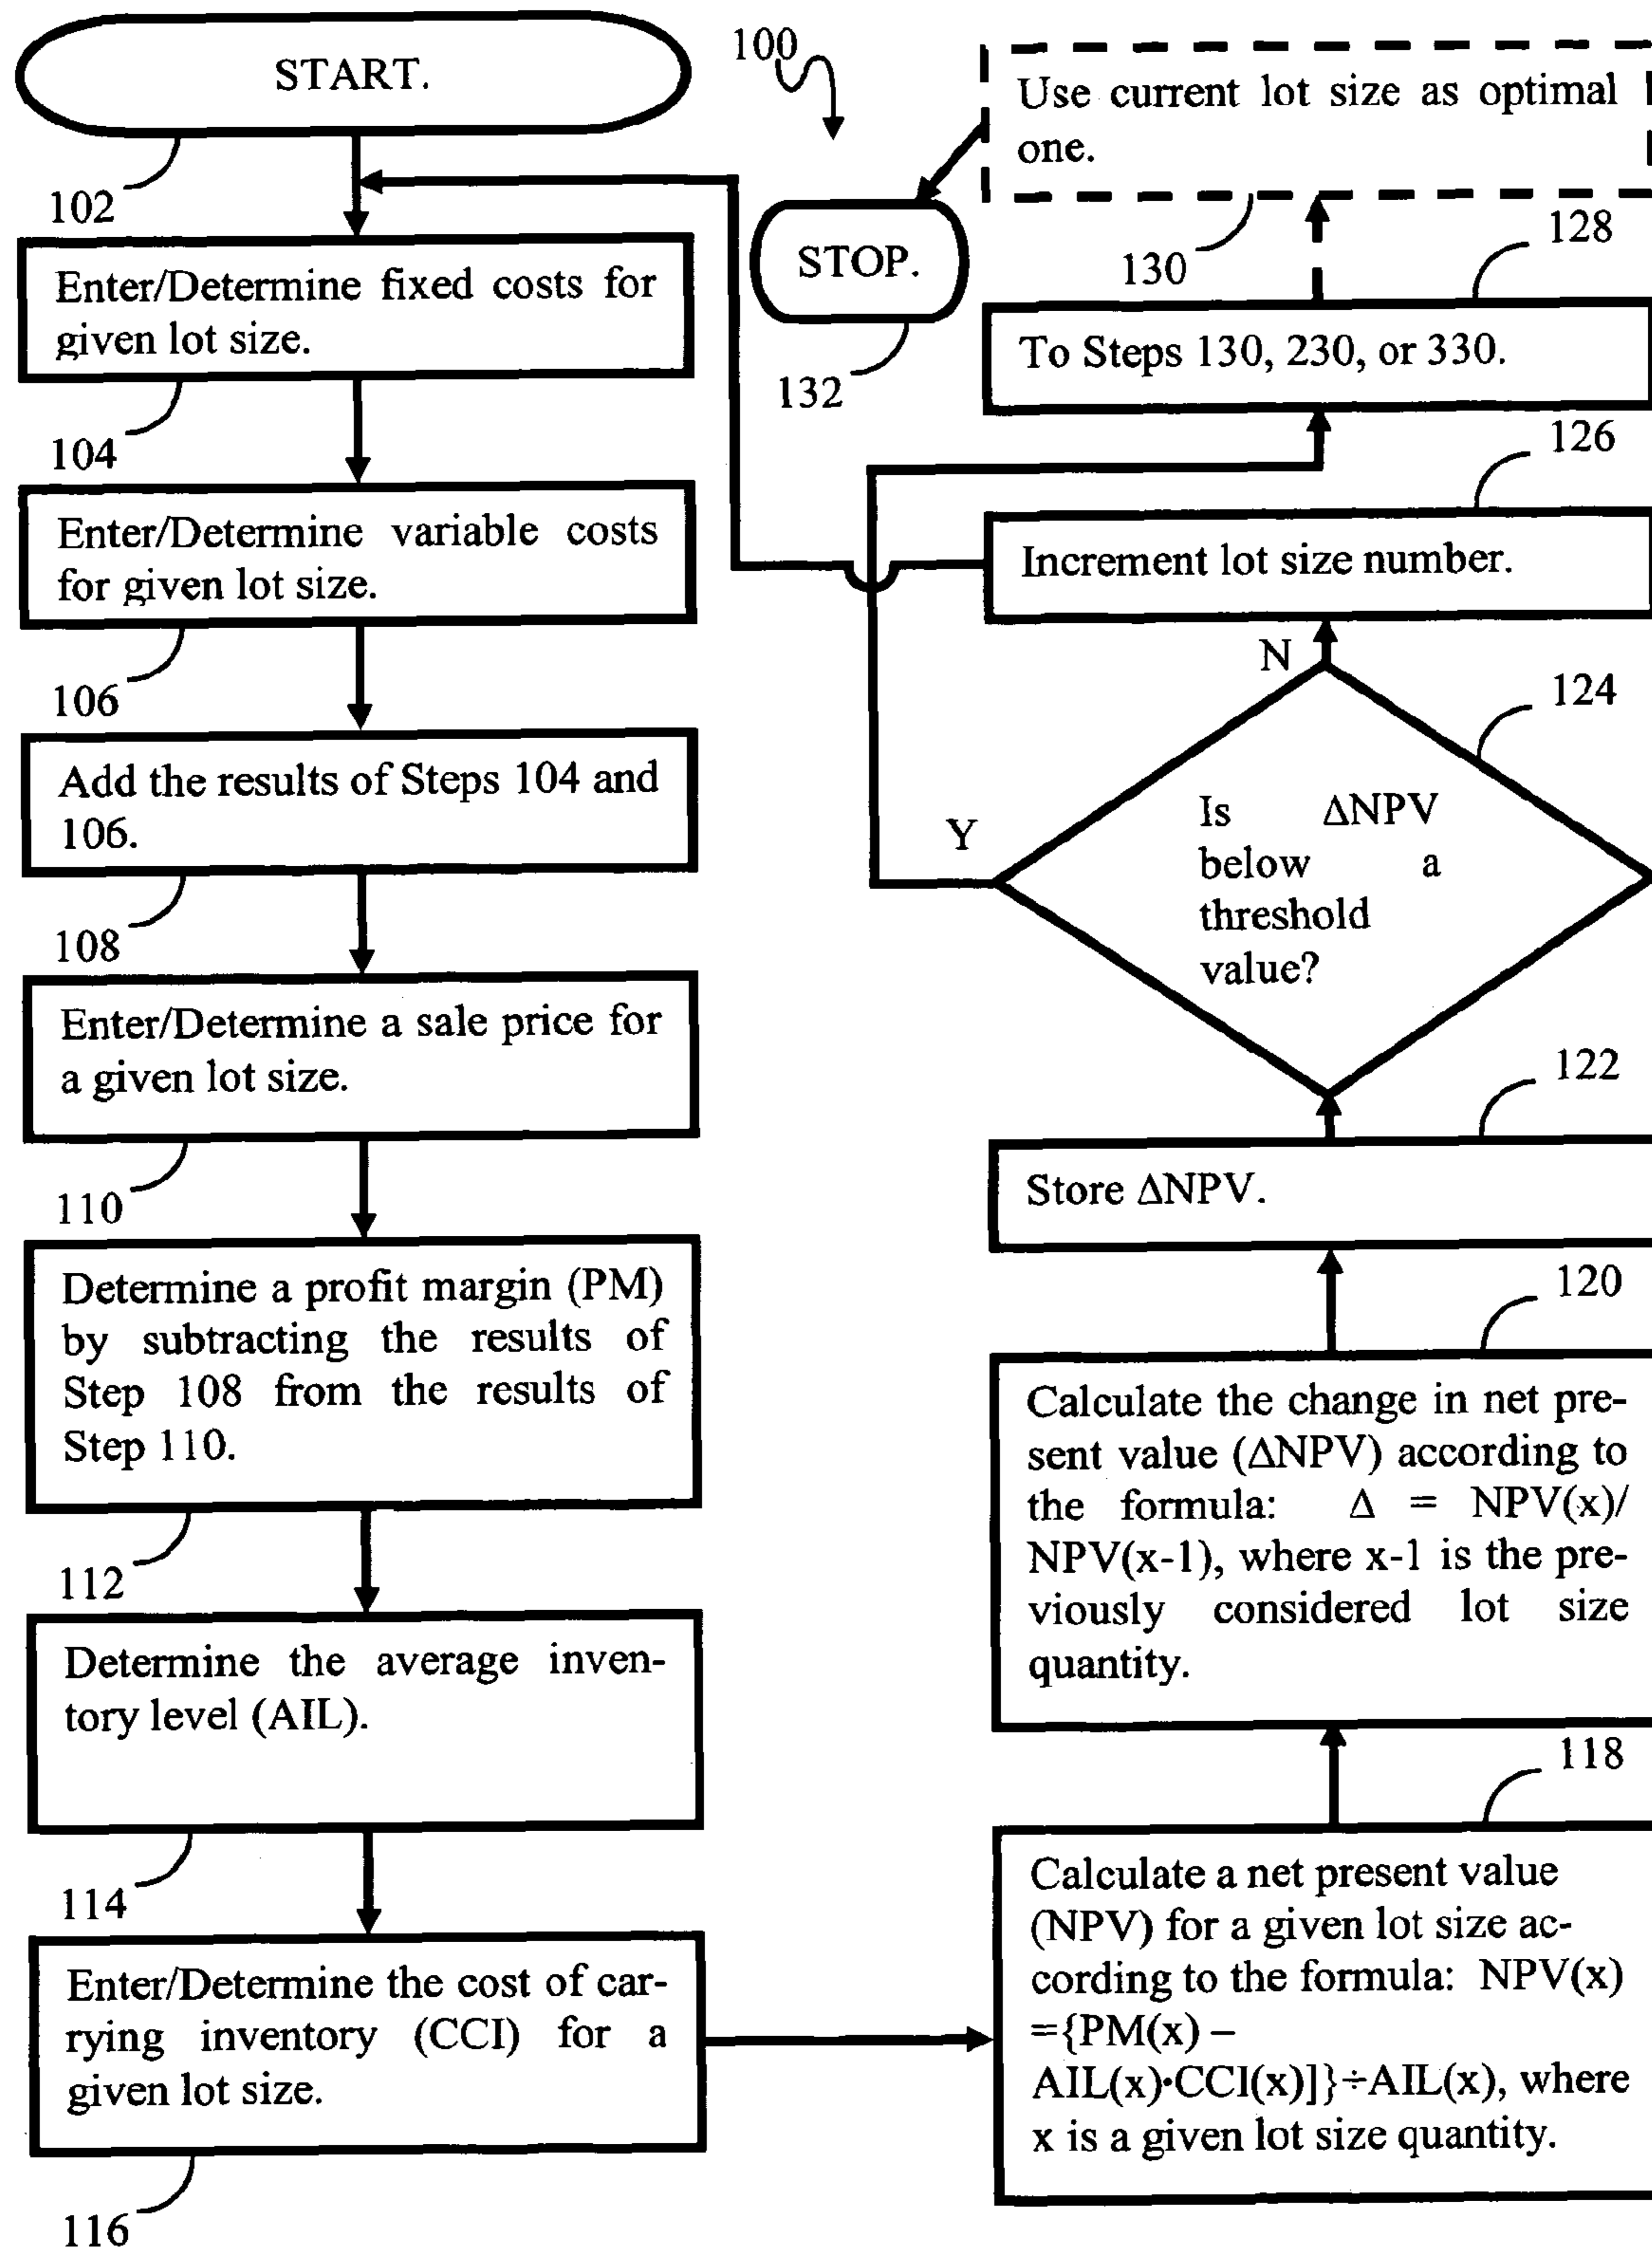 START.
102
Enter/Determine fixed costs for
given lot size.
104
Enter/Determine variable costs
for given lot size.
106
Add the results of Steps 104 and
106.
108
Enter/Determine a sale price for
a given lot size.
110
Determine a profit margin (PM)
by subtracting the results of
Step 108 from the results of
Step 110.
112
Determine the average inven-
tory level (AIL).
114
Enter/Determine the cost of car-
rying inventory (CCI) for a
given lot size.
116
100
Use current lot size as optimal
one.
130
STOP.
132
128
To Steps 130, 230, or 330.
126
Increment lot size number.
N
124
Y
Is ΔNPV
below a
threshold
value?
122
Store ΔNPV.
120
Calculate the change in net pre-
sent value (ΔNPV) according to
the formula: Δ = NPV(x)/
NPV(x-1), where x-1 is the pre-
viously considered lot size
quantity.
118
Calculate a net present value
(NPV) for a given lot size ac-
cording to the formula: NPV(x)
={PM(x) –
AIL(x)·CCI(x)]}÷AIL(x), where
x is a given lot size quantity.